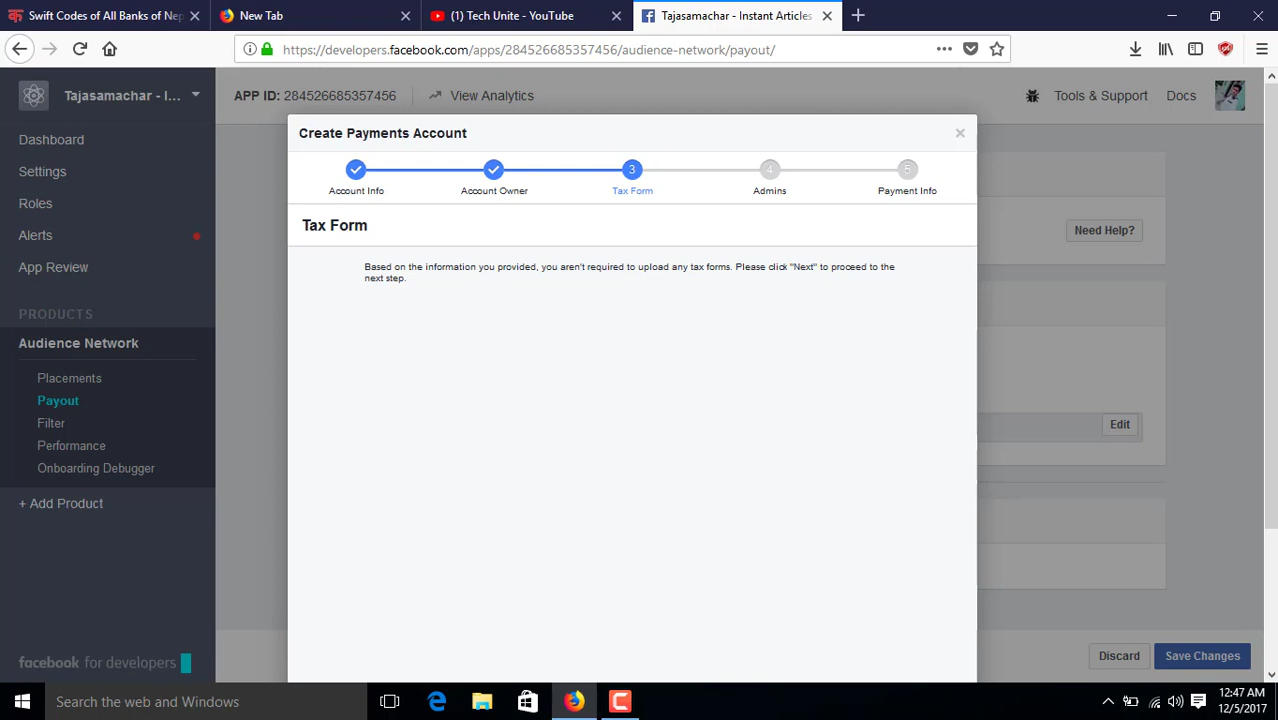 Swift Codes of All Banks of Nep
New Tab
(1) Tech Unite - YouTube
Tajasamachar - Instant Articles
https://developers.facebook.com/apps/284526685357456/audience-network/payout/
Tajasamachar - I...
APP ID: 284526685357456
View Analytics
Tools & Support
Docs
Create Payments Account
Dashboard
Settings
Roles
Alerts
App Review
PRODUCTS
Audience Network
Placements
Payout
Filter
Performance
Onboarding Debugger
+ Add Product
3
4
5
Account Info
Account Owner
Tax Form
Admins
Payment Info
Tax Form
Need Help?
Based on the information you provided, you aren't required to upload any tax forms. Please click "Next" to proceed to the
next step.
Edit
facebook for developers
Discard
Save Changes
Search the web and Windows
12:47 AM
12/5/2017